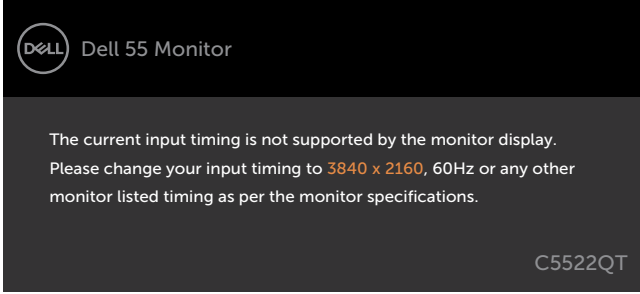 DELL
Dell 55 Monitor
The current input timing is not supported by the monitor display.
Please change your input timing to 3840 x 2160, 60Hz or any other
monitor listed timing as per the monitor specifications.
C5522QT